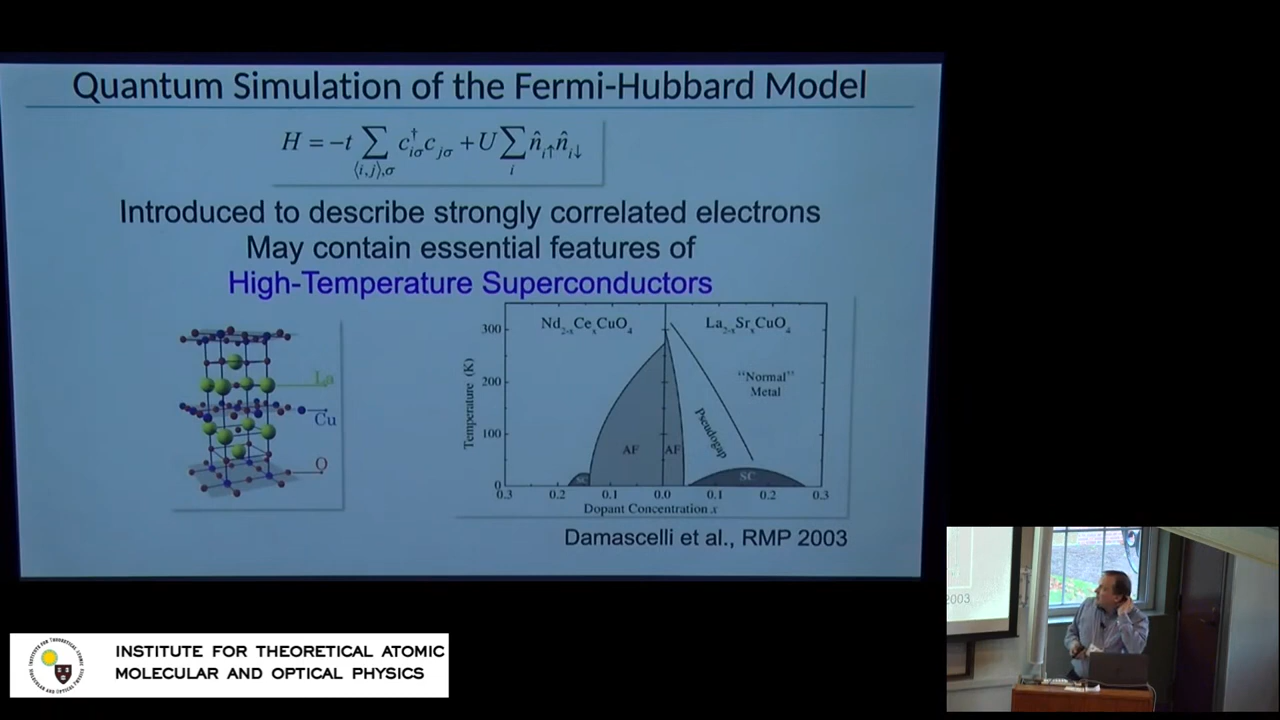 Quantum Simulation of the Fermi-Hubbard Model
H = −t ∑⟨i,j⟩,σ c†iσ cjσ + U ∑i n̂i↑ n̂i↓
Introduced to describe strongly correlated electrons
May contain essential features of
High-Temperature Superconductors
La
Cu
O
Temperature (K)
300
200
100
0
Nd2-xCexCuO4
La2-xSrxCuO4
"Normal"
Metal
Pseudogap
AF
AF
SC
SC
0.3 0.2 0.1 0.0 0.1 0.2 0.3
Dopant Concentration x
Damascelli et al., RMP 2003
2003
INSTITUTE FOR THEORETICAL ATOMIC
MOLECULAR AND OPTICAL PHYSICS